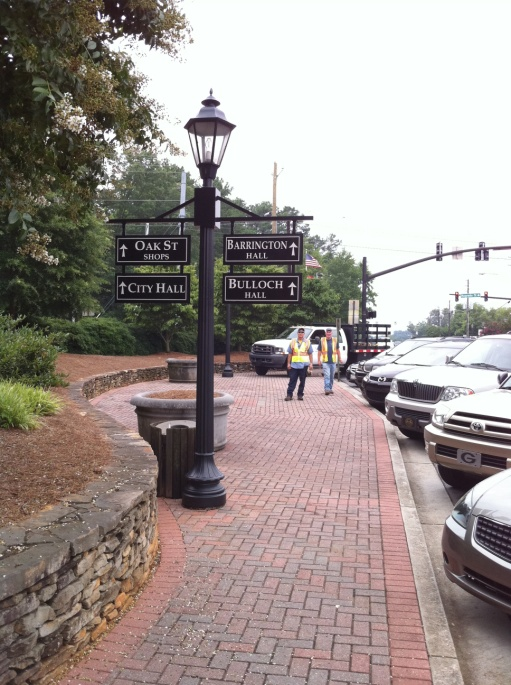 OAK ST
SHOPS
CITY HALL
BARRINGTON
HALL
BULLOCH
HALL
G